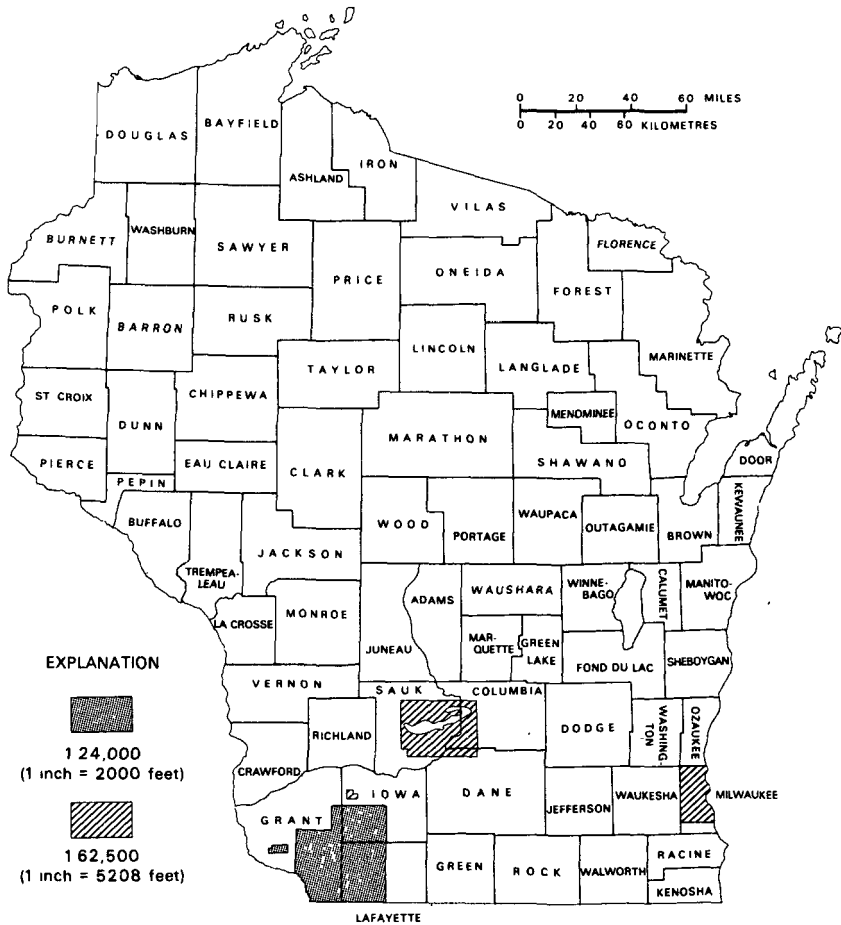 0 20 40 60 MILES
0 20 40 60 KILOMETRES
DOUGLAS
BAYFIELD
ASHLAND
IRON
VILAS
BURNETT
WASHBURN
SAWYER
PRICE
ONEIDA
FLORENCE
FOREST
POLK
BARRON
RUSK
LINCOLN
LANGLADE
MARINETTE
TAYLOR
ST CROIX
DUNN
CHIPPEWA
MENOMINEE
OCONTO
MARATHON
PIERCE
PEPIN
EAU CLAIRE
CLARK
SHAWANO
DOOR
BUFFALO
TREMPEA-
LEAU
JACKSON
WOOD
PORTAGE
WAUPACA
OUTAGAMIE
BROWN
KEWAUNEE
LA CROSSE
MONROE
JUNEAU
ADAMS
WAUSHARA
WINNE-
BAGO
CALUMET
MANITO-
WOC
MAR-
QUETTE
GREEN
LAKE
FOND DU LAC
SHEBOYGAN
VERNON
SAUK
COLUMBIA
RICHLAND
DODGE
WASHING-
TON
OZAUKEE
CRAWFORD
GRANT
IOWA
DANE
JEFFERSON
WAUKESHA
MILWAUKEE
GREEN
ROCK
WALWORTH
RACINE
KENOSHA
LAFAYETTE
EXPLANATION
1 24,000
(1 inch = 2000 feet)
1 62,500
(1 inch = 5208 feet)